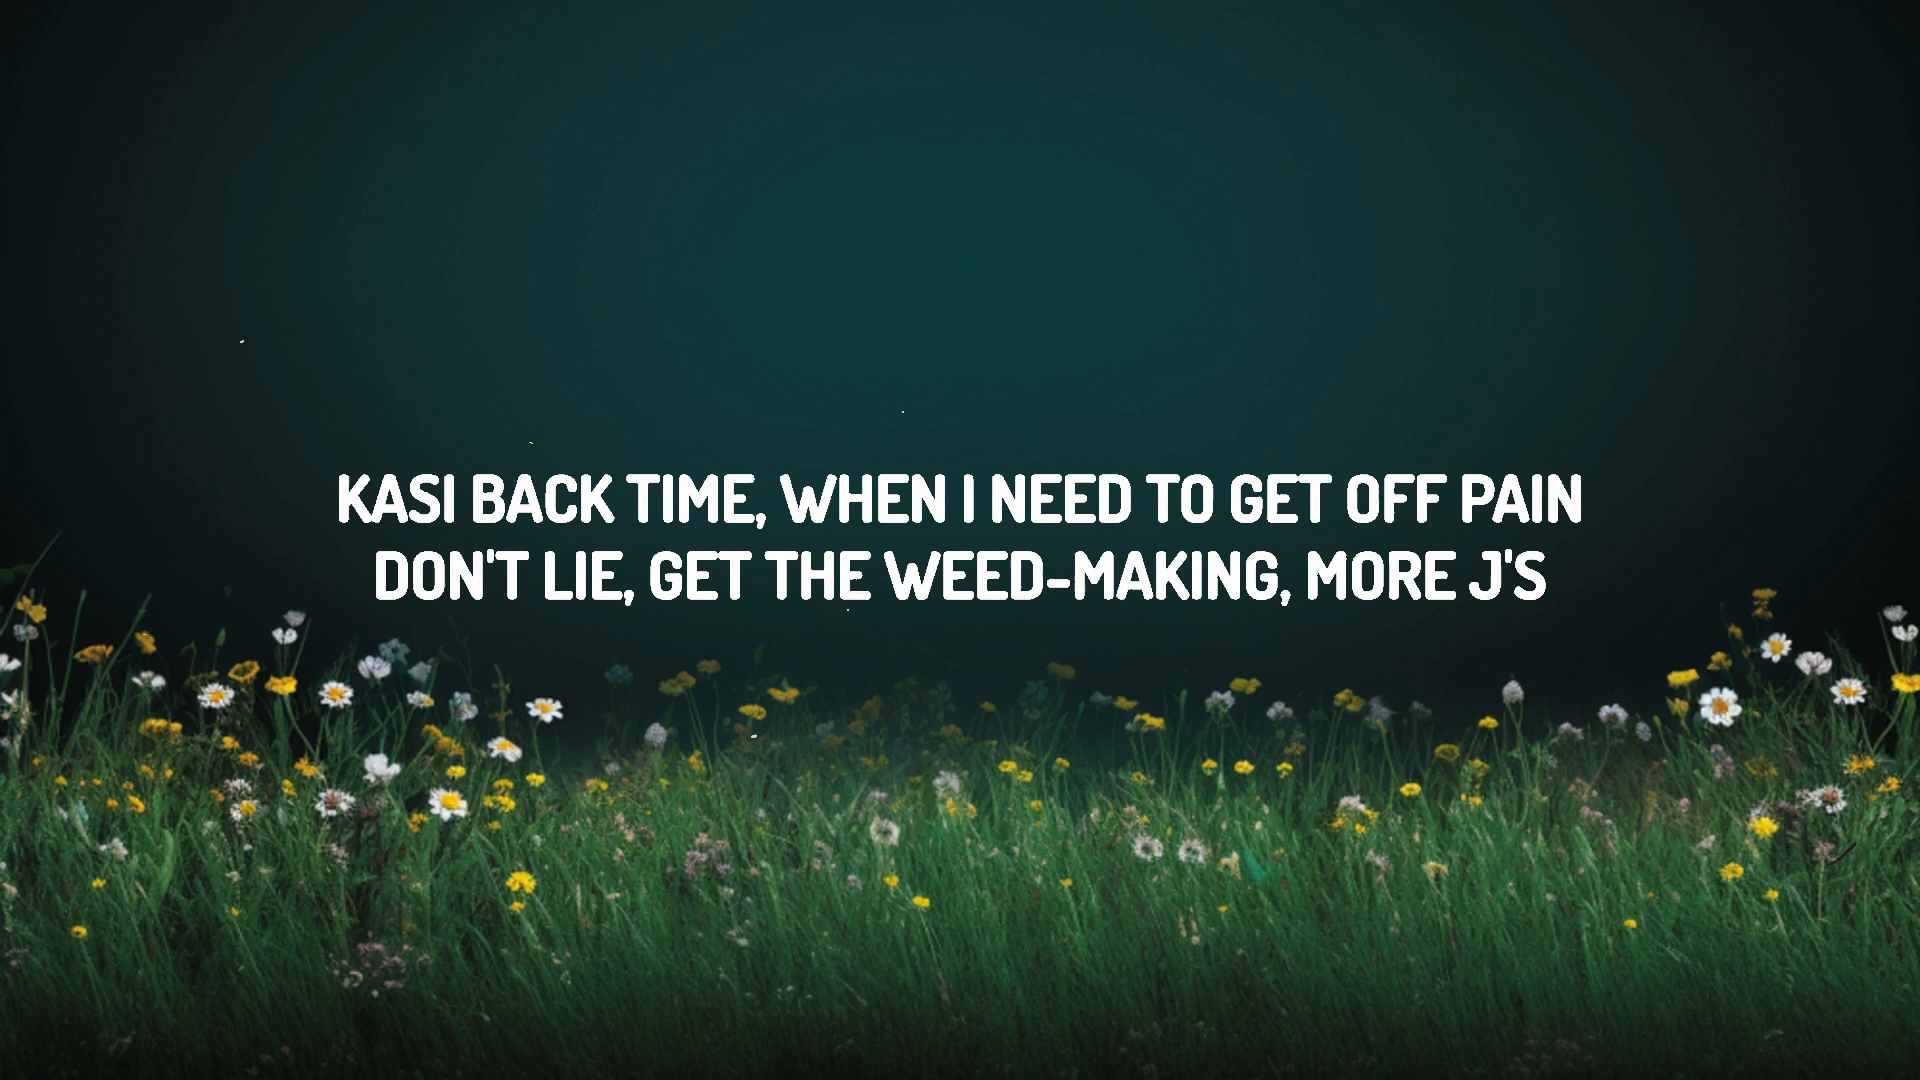 KASI BACK TIME, WHEN I NEED TO GET OFF PAIN
DON'T LIE, GET THE WEED-MAKING, MORE J'S